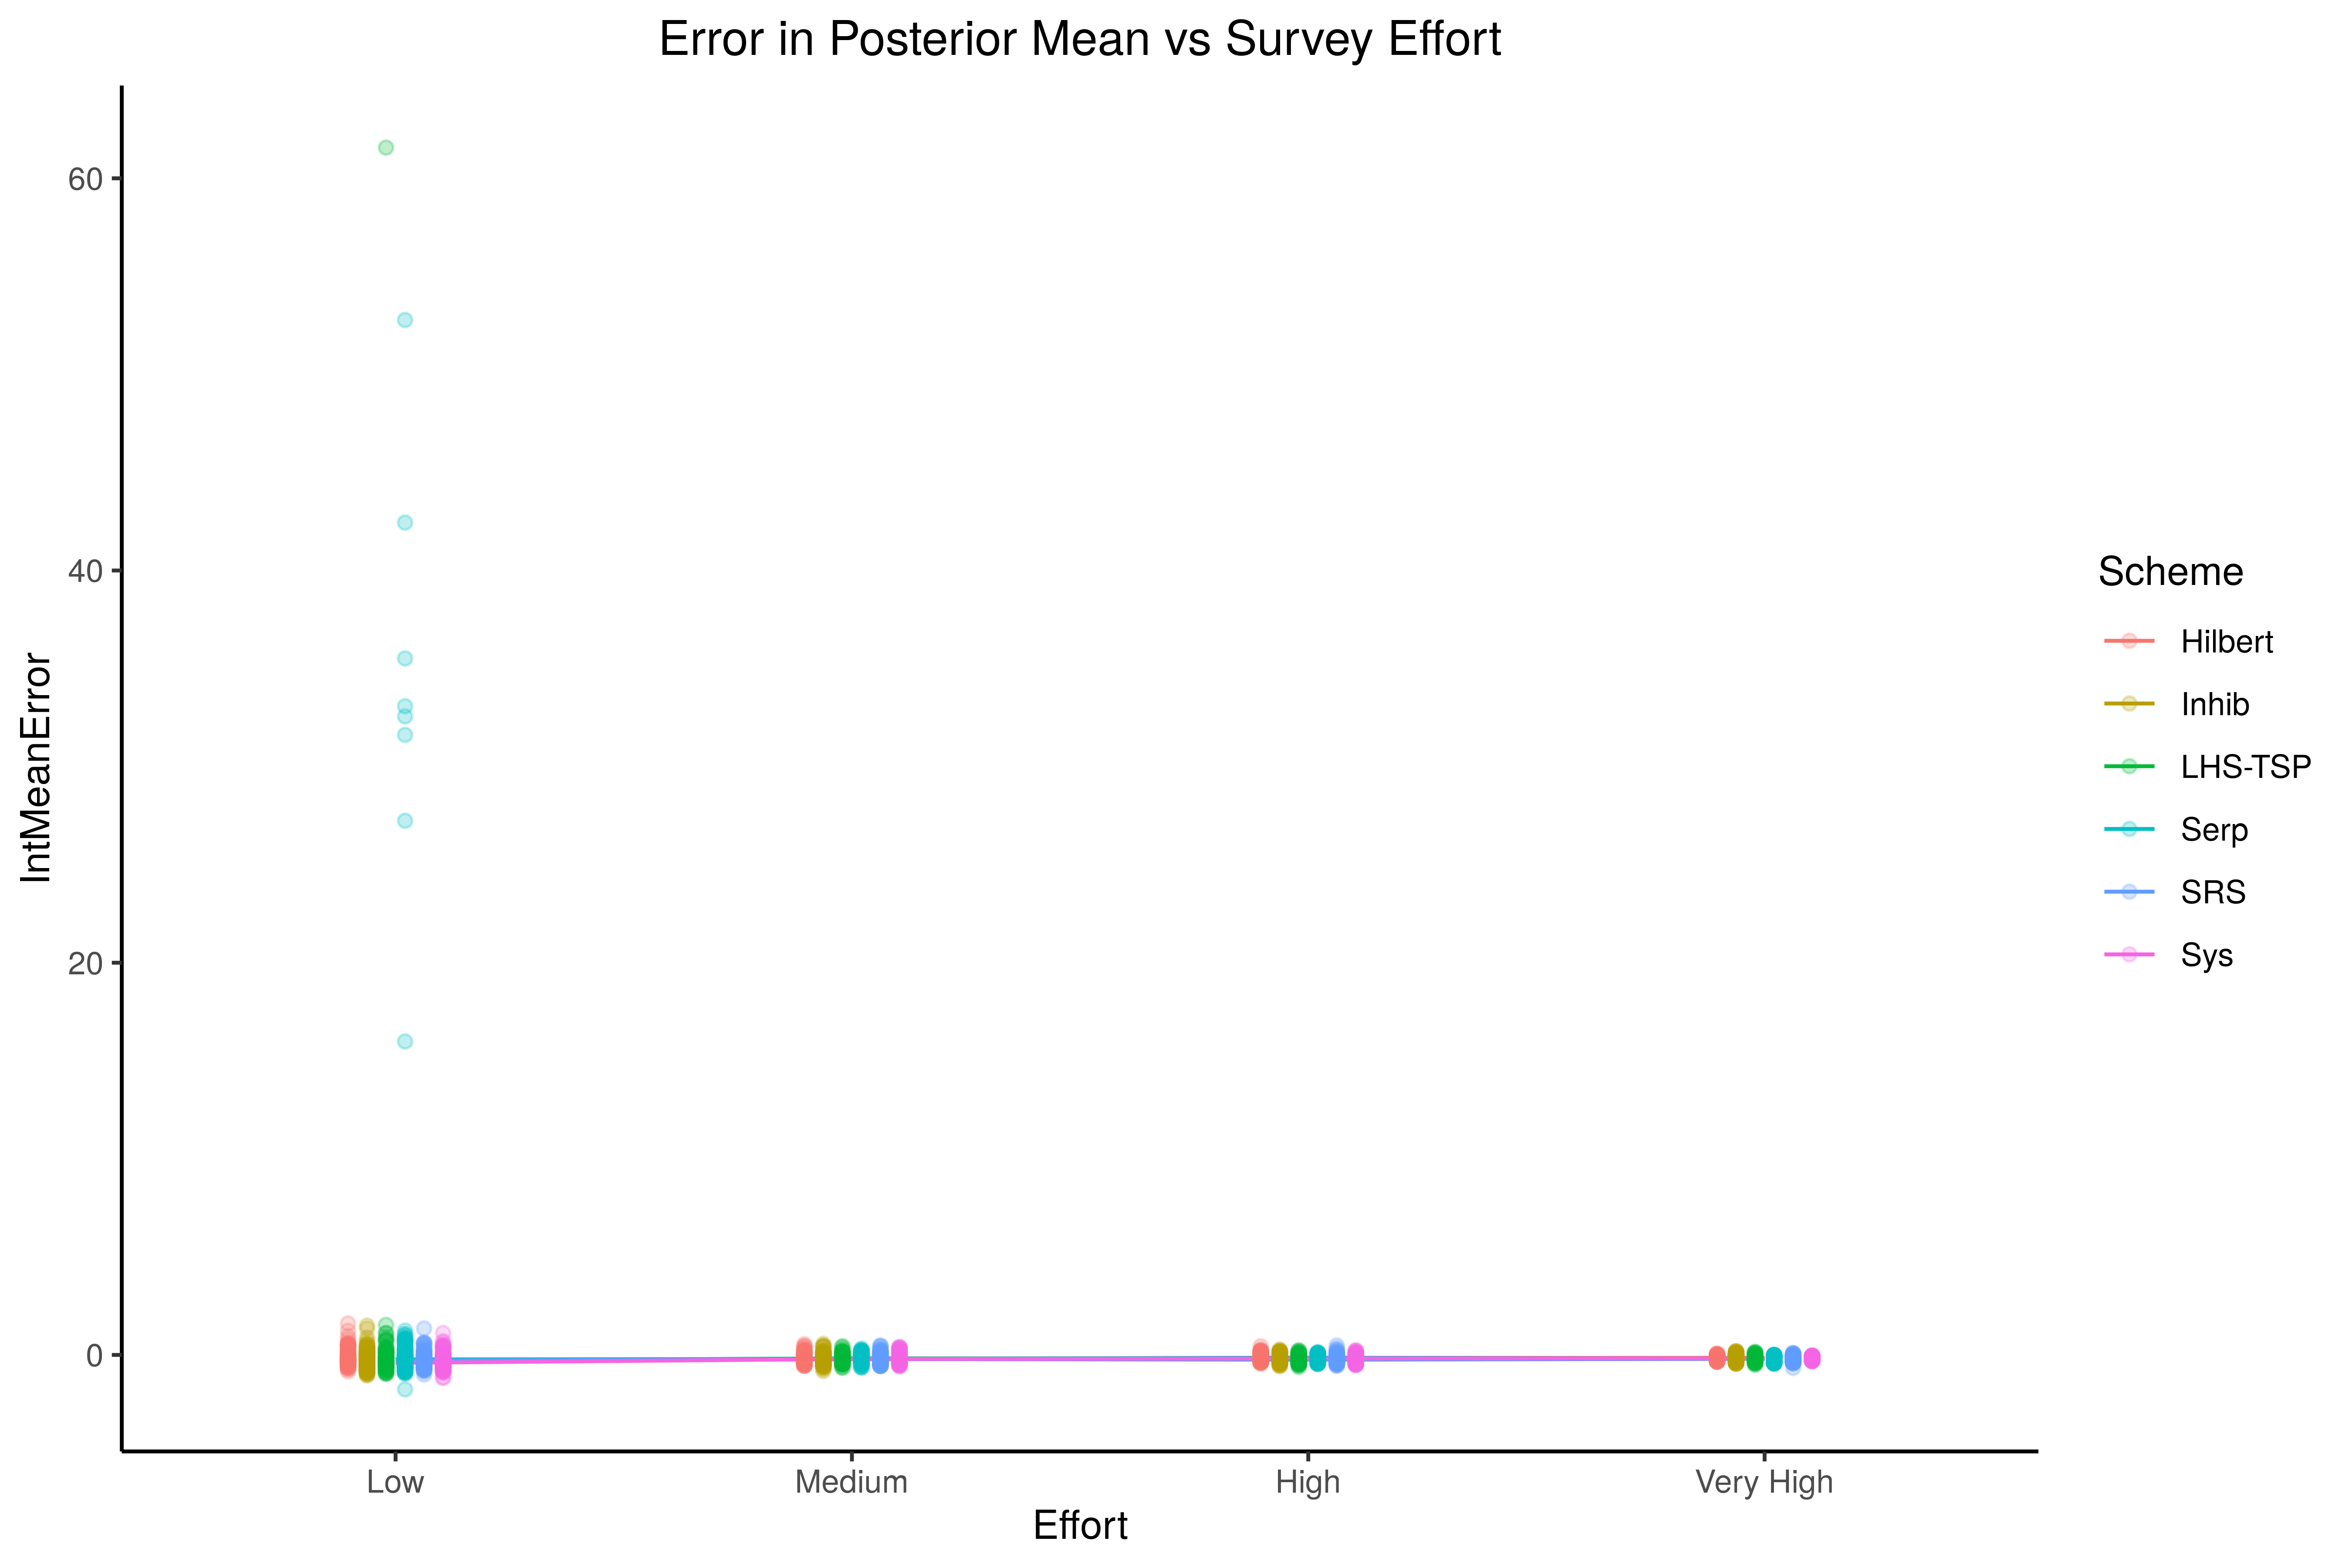 Error in Posterior Mean vs Survey Effort
IntMeanError
60
40
20
0
Low
Medium
High
Very High
Effort
Scheme
Hilbert
Inhib
LHS-TSP
Serp
SRS
Sys